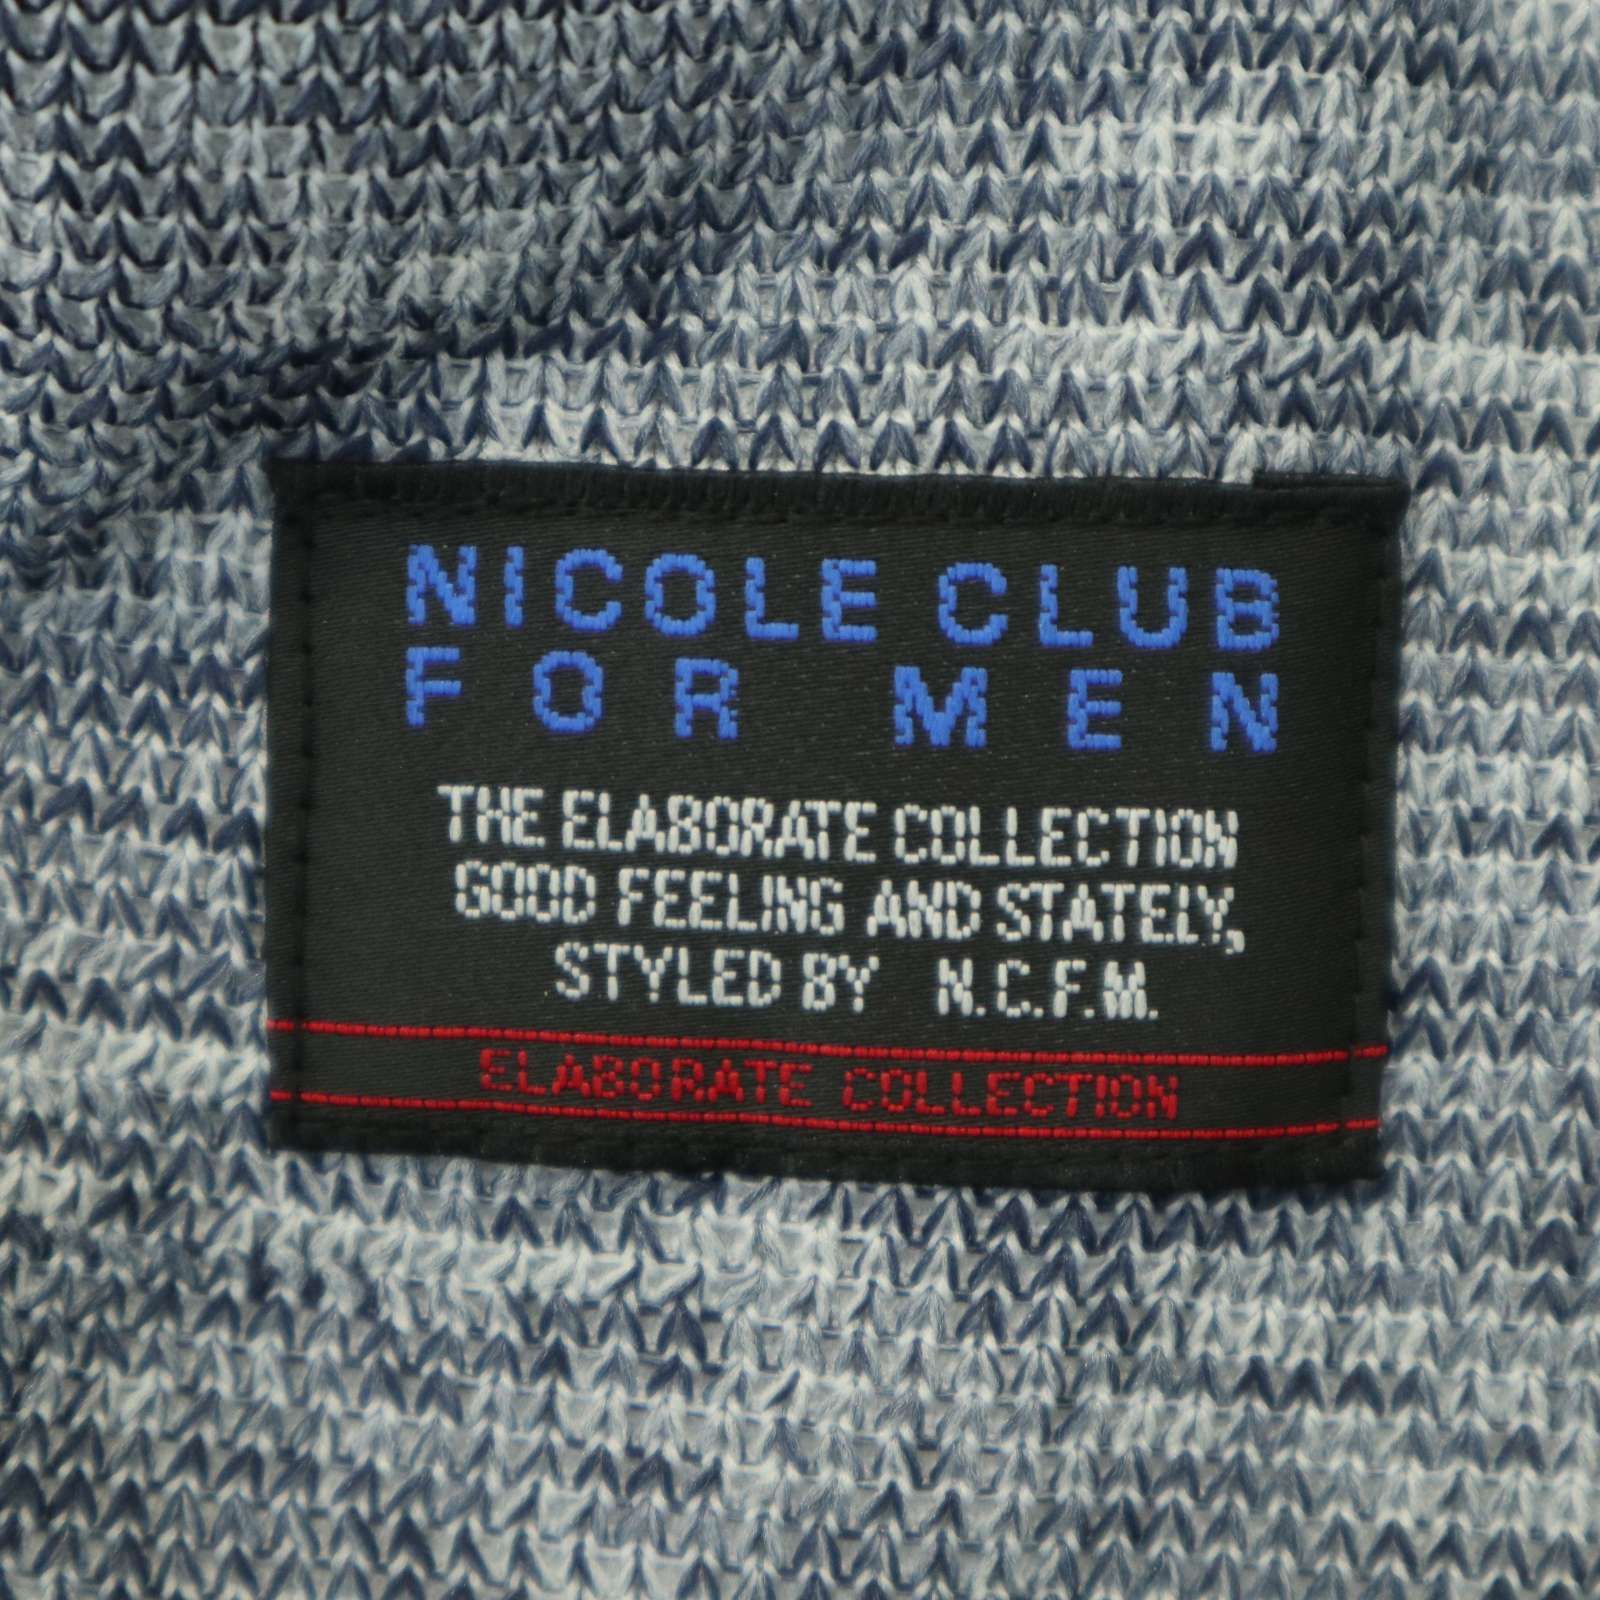 NICOLE CLUB
FOR MEN
THE ELABORATE COLLECTION
GOOD FEELING AND STATELY,
STYLED BY N.C.F.M.
ELABORATE COLLECTION